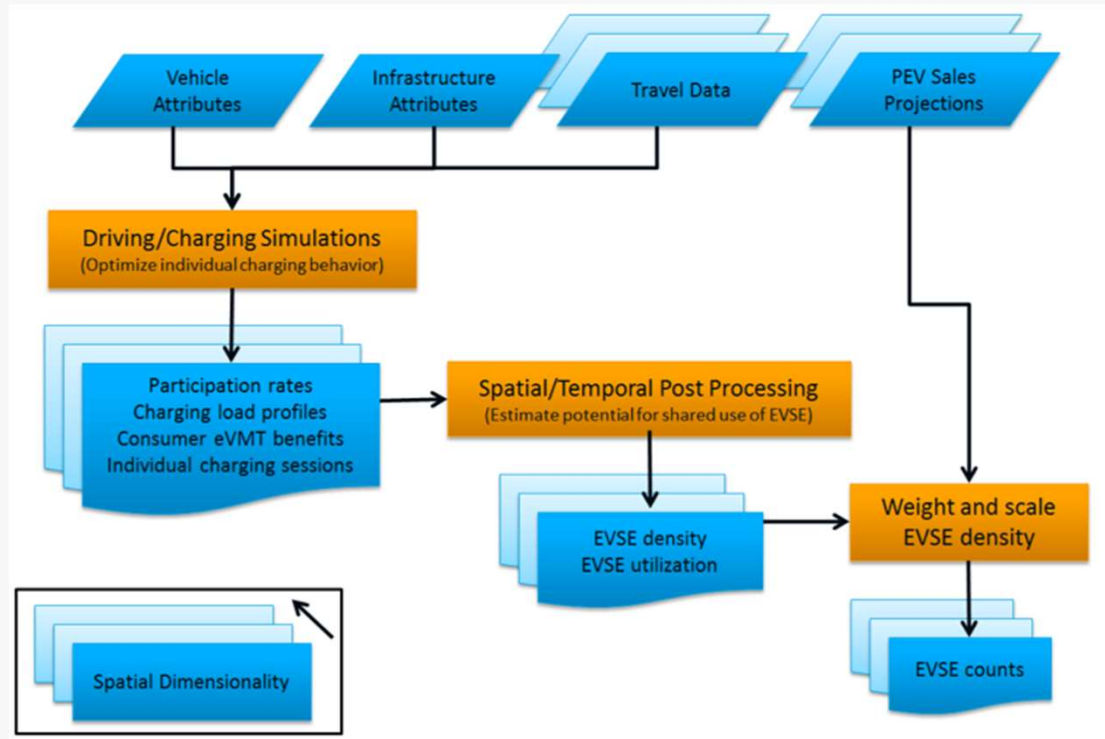 Vehicle
Attributes
Infrastructure
Attributes
Travel Data
PEV Sales
Projections
Driving/Charging Simulations
(Optimize individual charging behavior)
Participation rates
Charging load profiles
Consumer eVMT benefits
Individual charging sessions
Spatial/Temporal Post Processing
(Estimate potential for shared use of EVSE)
EVSE density
EVSE utilization
Weight and scale
EVSE density
EVSE counts
Spatial Dimensionality